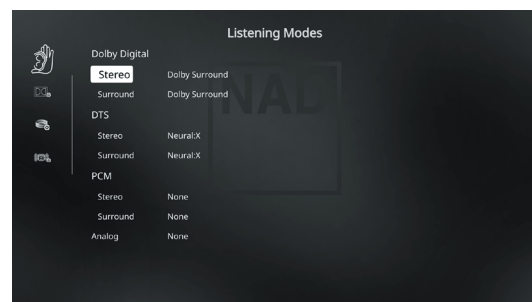 Listening Modes
Dolby Digital
Stereo Dolby Surround
Surround Dolby Surround
DTS
Stereo Neural:X
Surround Neural:X
PCM
Stereo None
Surround None
Analog None
NAD